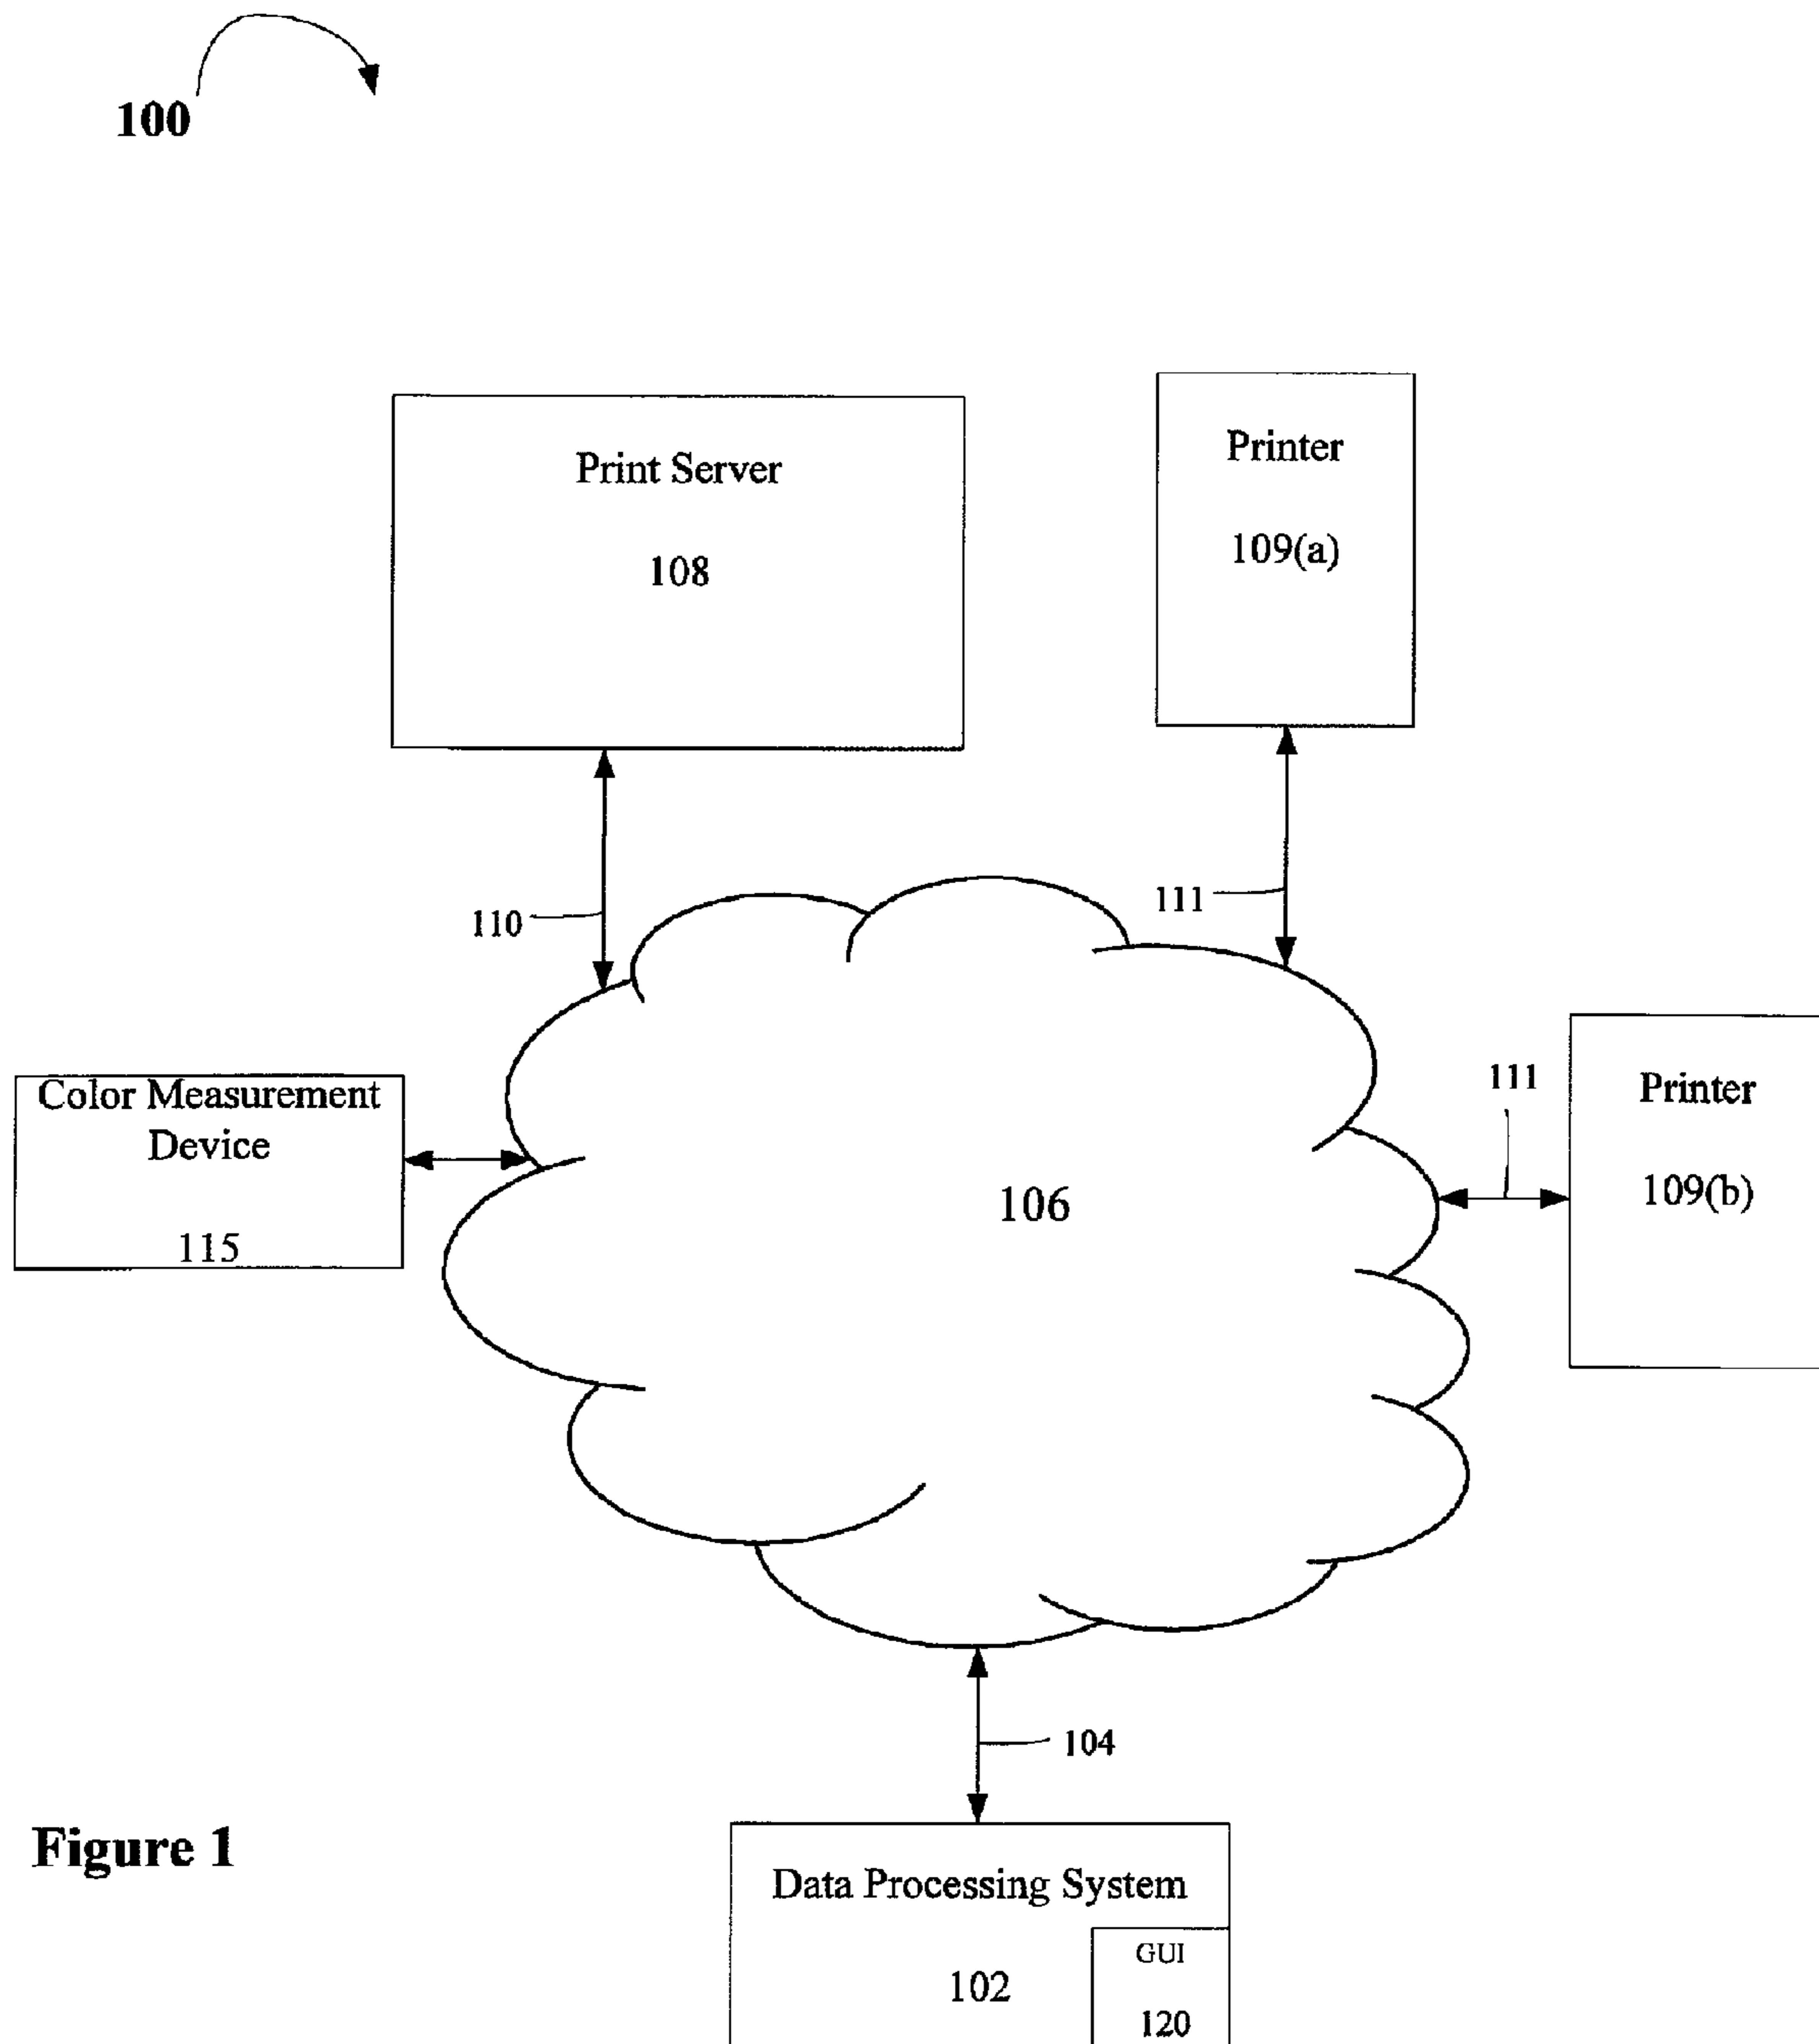 100
Print Server
108
Printer
109(a)
110
111
Color Measurement
Device
115
106
111
Printer
109(b)
104
Figure 1
Data Processing System
102
GUI
120